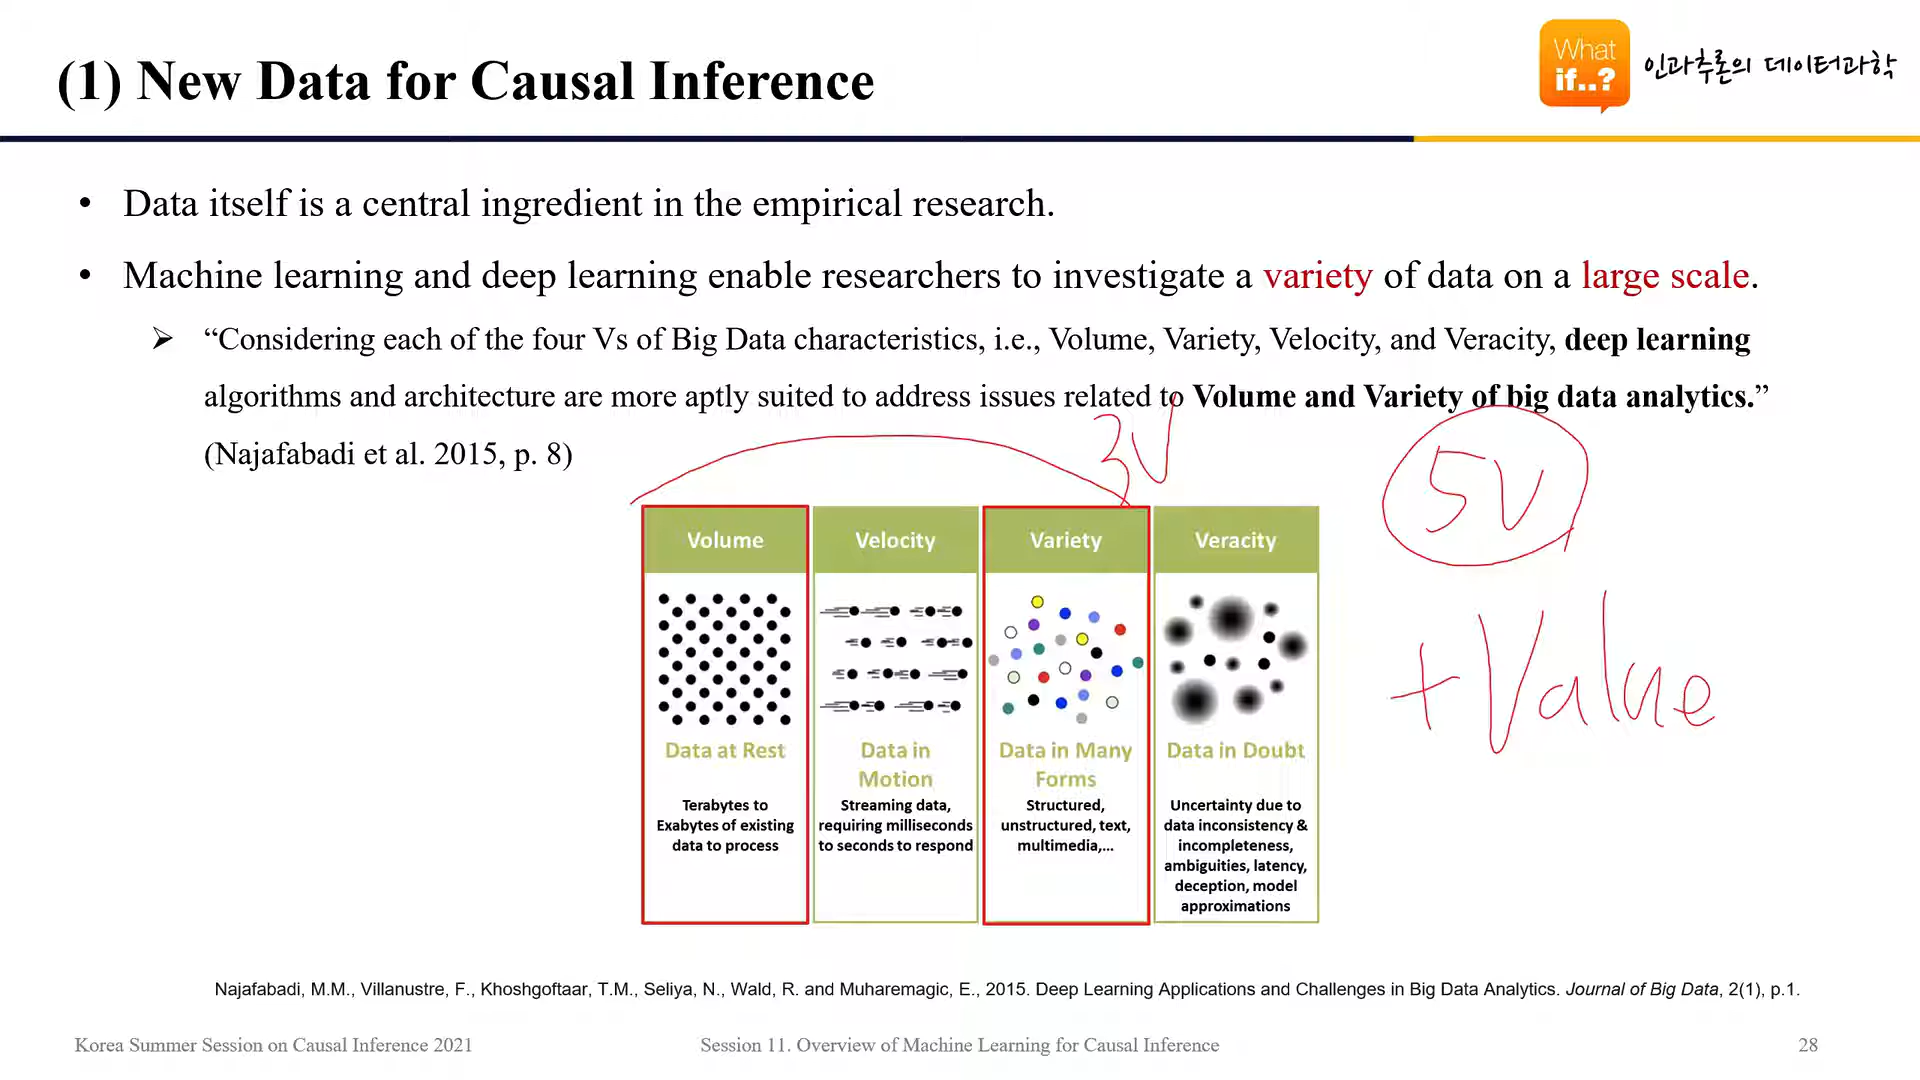 (1) New Data for Causal Inference
What
if..?
인과추론의 데이터과학
• Data itself is a central ingredient in the empirical research.
• Machine learning and deep learning enable researchers to investigate a variety of data on a large scale.
➢ “Considering each of the four Vs of Big Data characteristics, i.e., Volume, Variety, Velocity, and Veracity, deep learning
algorithms and architecture are more aptly suited to address issues related to Volume and Variety of big data analytics.”
(Najafabadi et al. 2015, p. 8)
3V
5V
+Value
Volume
Data at Rest
Terabytes to
Exabytes of existing
data to process
Velocity
Data in
Motion
Streaming data,
requiring milliseconds
to seconds to respond
Variety
Data in Many
Forms
Structured,
unstructured, text,
multimedia,...
Veracity
Data in Doubt
Uncertainty due to
data inconsistency &
incompleteness,
ambiguities, latency,
deception, model
approximations
Najafabadi, M.M., Villanustre, F., Khoshgoftaar, T.M., Seliya, N., Wald, R. and Muharemagic, E., 2015. Deep Learning Applications and Challenges in Big Data Analytics. Journal of Big Data, 2(1), p.1.
Korea Summer Session on Causal Inference 2021
Session 11. Overview of Machine Learning for Causal Inference
28